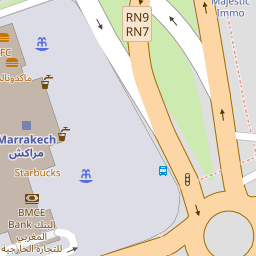 Majestic
Immo
RN9
RN7
FC
ماكدونالد
Marrakech
مراكش
Starbucks
BMCE
Bank البنك
المغربي
للتجارة الخارجية